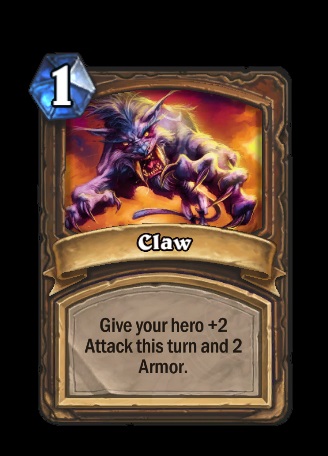 1
Claw
Give your hero +2
Attack this turn and 2
Armor.